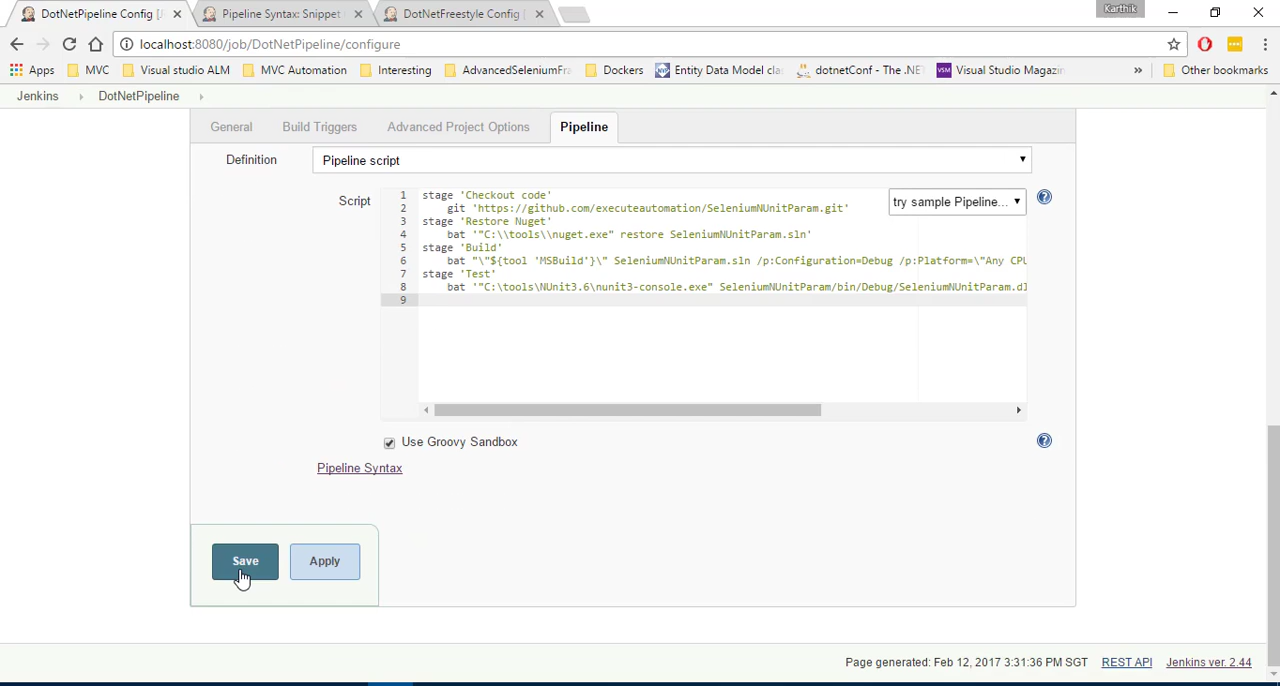 DotNetPipeline Config [J
Pipeline Syntax: Snippet
DotNetFreestyle Config [
Karthik
localhost:8080/job/DotNetPipeline/configure
Apps MVC Visual studio ALM MVC Automation Interesting AdvancedSeleniumFra Dockers Entity Data Model cla dotnetConf - The .NE Visual Studio Magazin » Other bookmarks
Jenkins DotNetPipeline
General Build Triggers Advanced Project Options Pipeline
Definition Pipeline script
Script
try sample Pipeline...
1 stage 'Checkout code'
2 git 'https://github.com/executeautomation/SeleniumNUnitParam.git'
3 stage 'Restore Nuget'
4 bat '"C:\\tools\\nuget.exe" restore SeleniumNUnitParam.sln'
5 stage 'Build'
6 bat "\"${tool 'MSBuild'}\" SeleniumNUnitParam.sln /p:Configuration=Debug /p:Platform=\"Any CPU
7 stage 'Test'
8 bat '"C:\tools\NUnit3.6\nunit3-console.exe" SeleniumNUnitParam/bin/Debug/SeleniumNUnitParam.dl
9
Use Groovy Sandbox
Pipeline Syntax
Save Apply
Page generated: Feb 12, 2017 3:31:36 PM SGT REST API Jenkins ver. 2.44